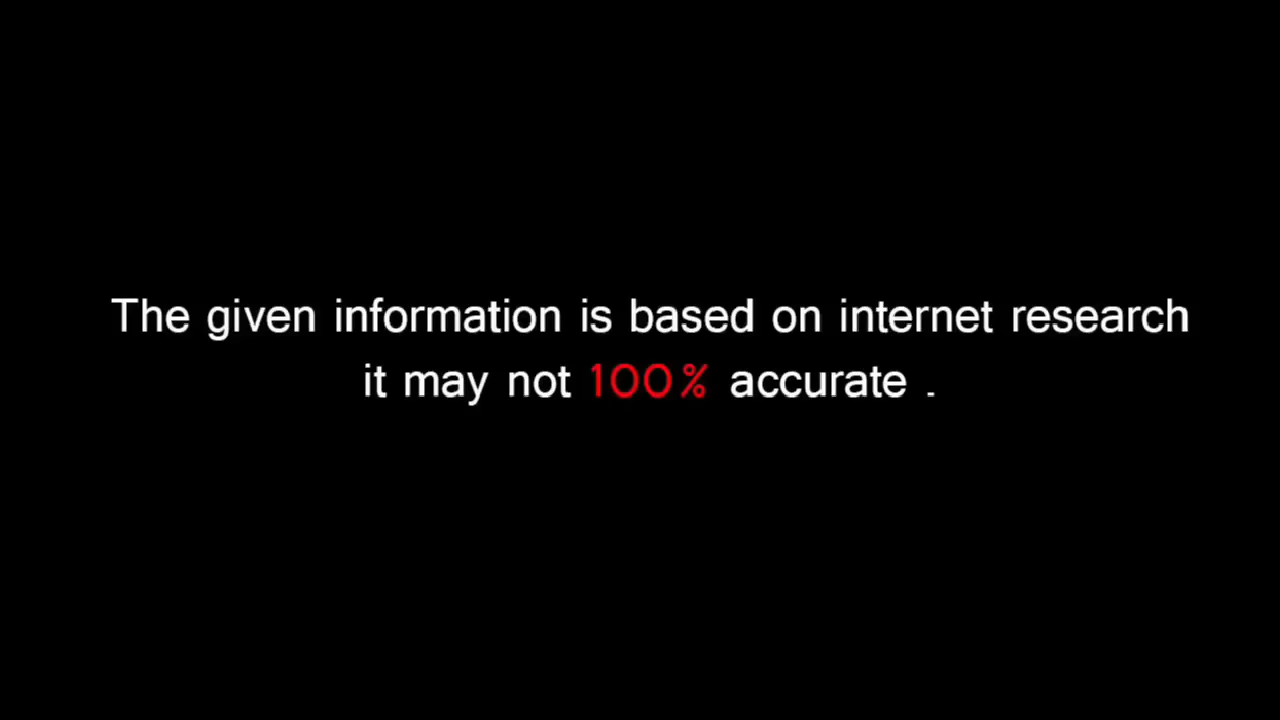 The given information is based on internet research
it may not 100% accurate .